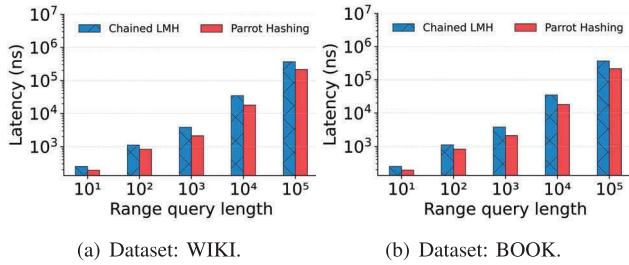 Chained LMH Parrot Hashing
Latency (ns)
10⁷
10⁶
10⁵
10⁴
10³
10¹ 10² 10³ 10⁴ 10⁵
Range query length
(a) Dataset: WIKI.
Chained LMH Parrot Hashing
Latency (ns)
10⁷
10⁶
10⁵
10⁴
10³
10¹ 10² 10³ 10⁴ 10⁵
Range query length
(b) Dataset: BOOK.